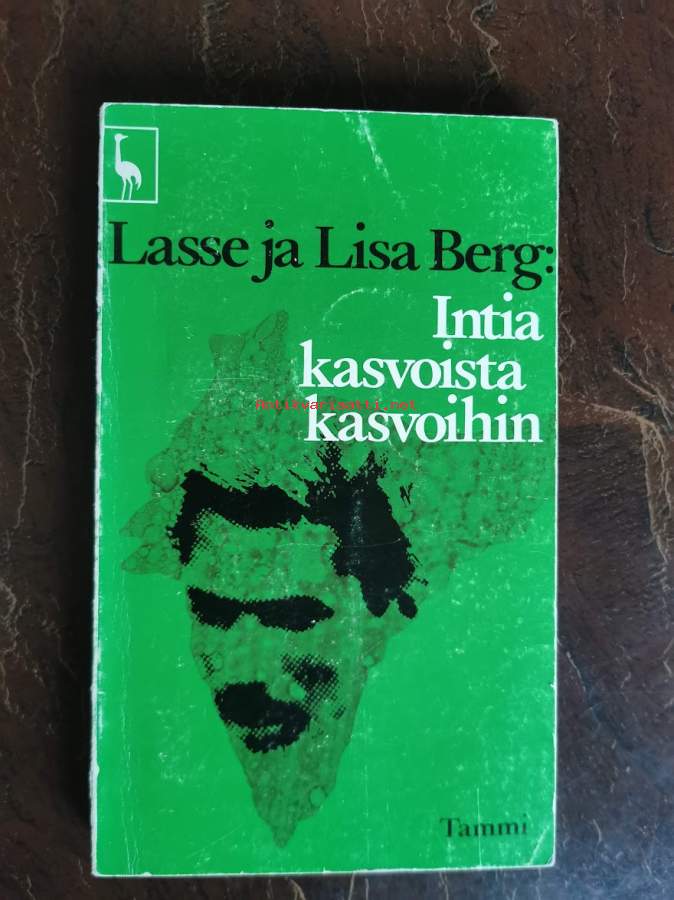 Lasse ja Lisa Berg:
Intia
kasvoista
Antikvariaatti.net
kasvoihin
Tammi